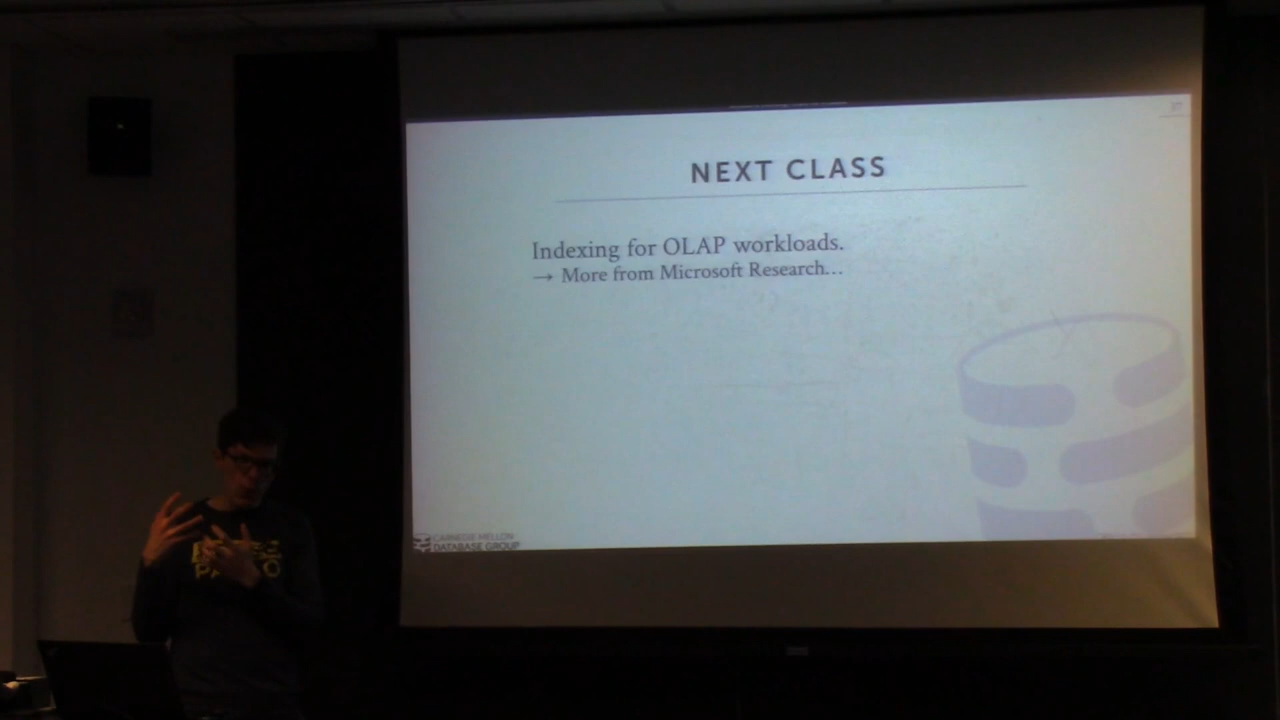 NEXT CLASS
Indexing for OLAP workloads.
→ More from Microsoft Research...
CARNEGIE MELLON
DATABASE GROUP